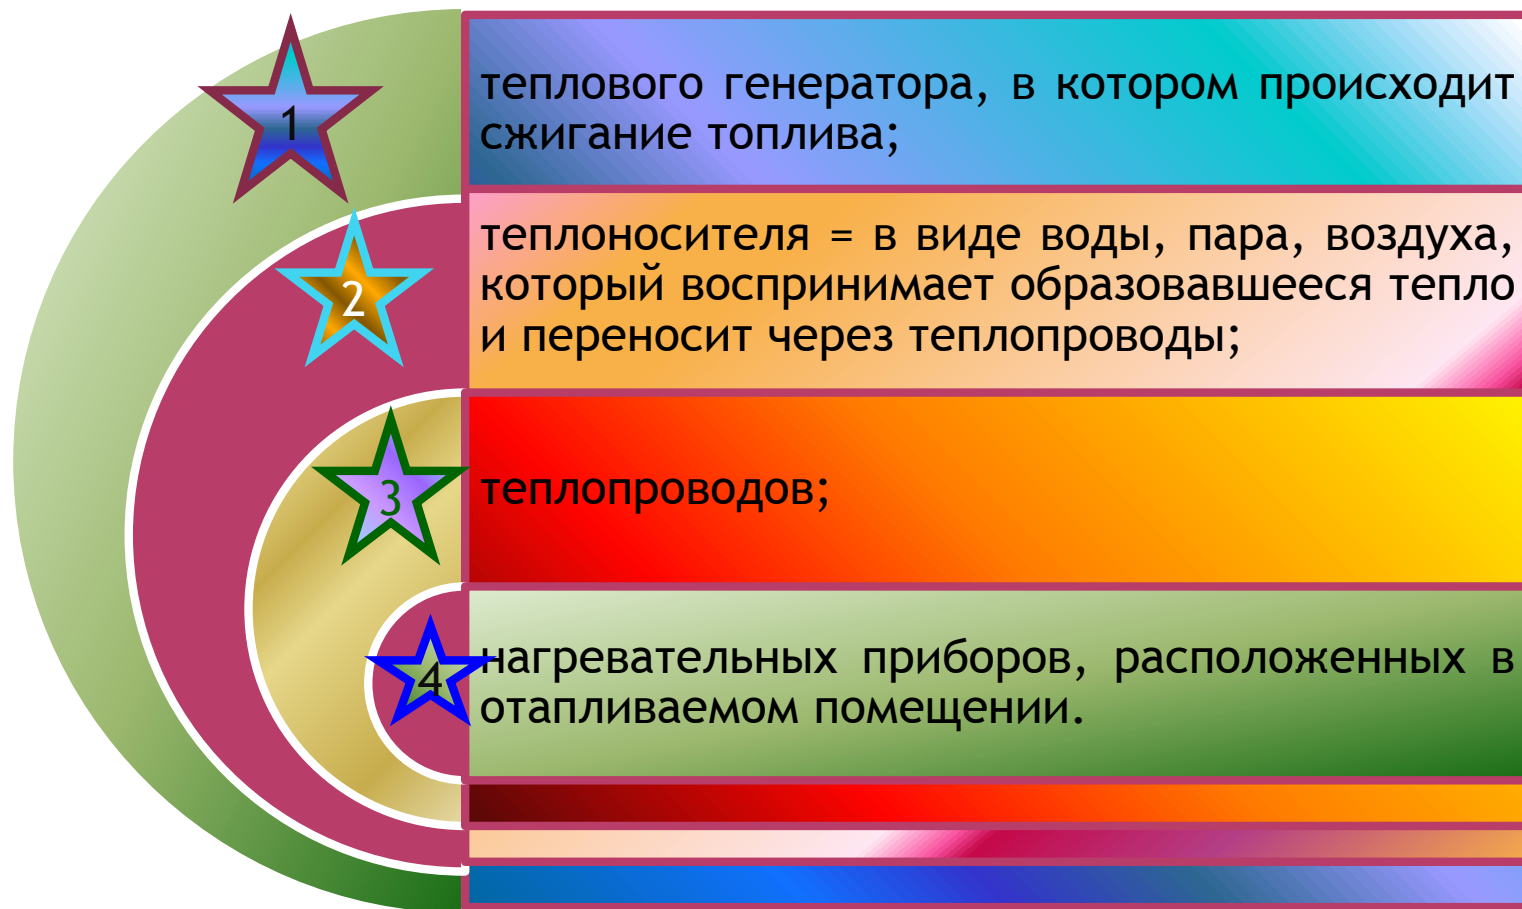 1
теплового генератора, в котором происходит
сжигание топлива;
2
теплоносителя = в виде воды, пара, воздуха,
который воспринимает образовавшееся тепло
и переносит через теплопроводы;
3
теплопроводов;
4
нагревательных приборов, расположенных в
отапливаемом помещении.